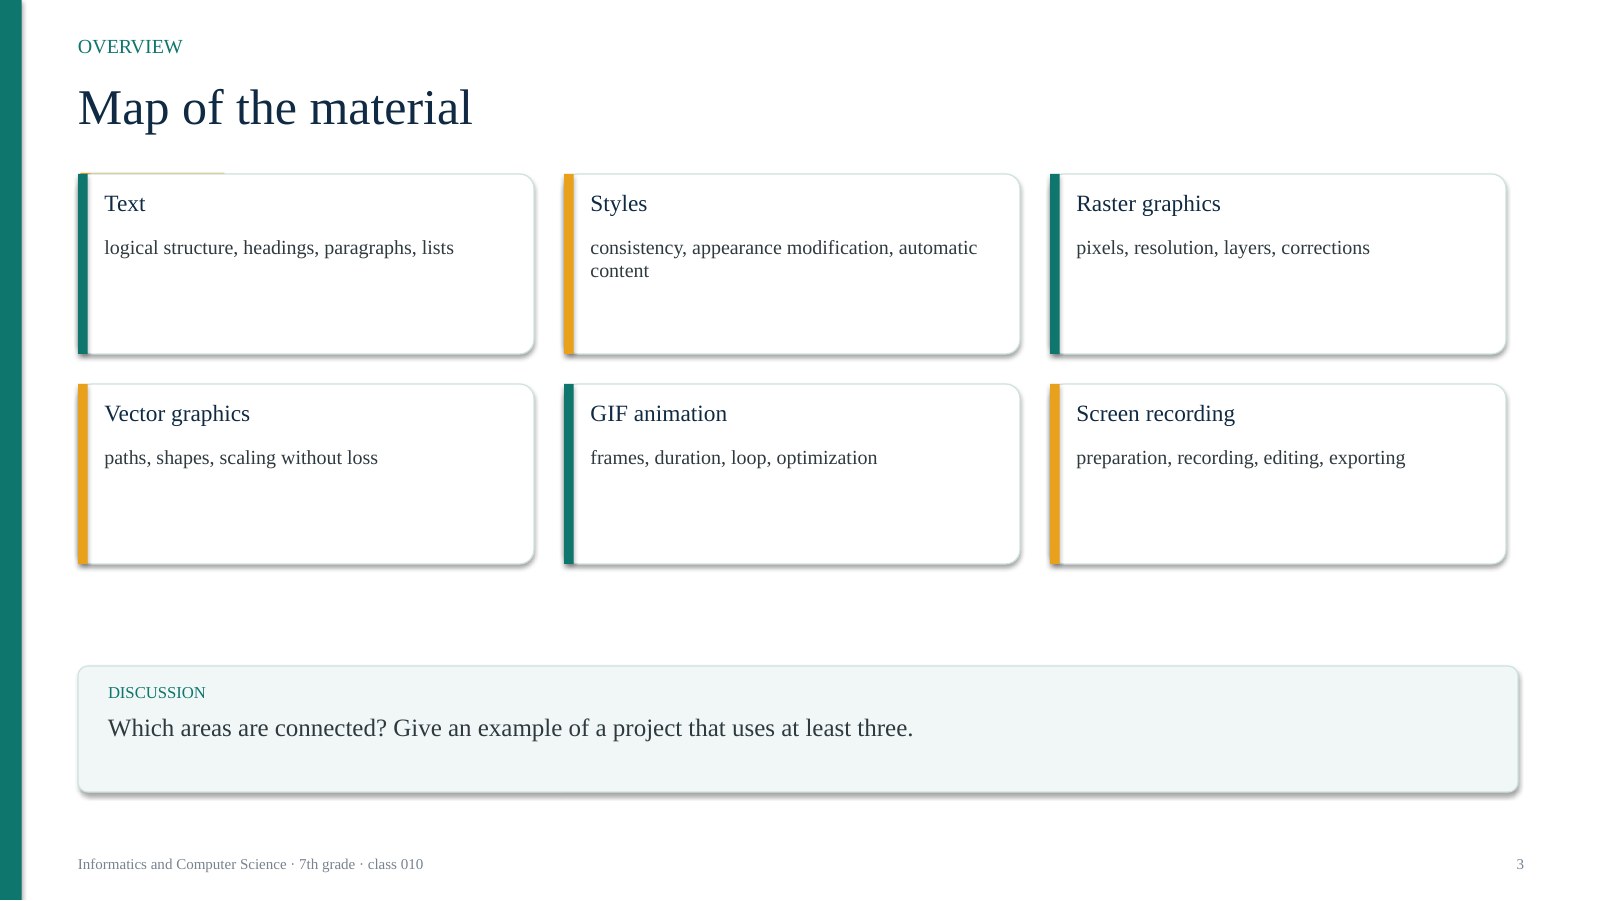 OVERVIEW
Map of the material
Text
logical structure, headings, paragraphs, lists
Styles
consistency, appearance modification, automatic
content
Raster graphics
pixels, resolution, layers, corrections
Vector graphics
paths, shapes, scaling without loss
GIF animation
frames, duration, loop, optimization
Screen recording
preparation, recording, editing, exporting
DISCUSSION
Which areas are connected? Give an example of a project that uses at least three.
Informatics and Computer Science · 7th grade · class 010
3